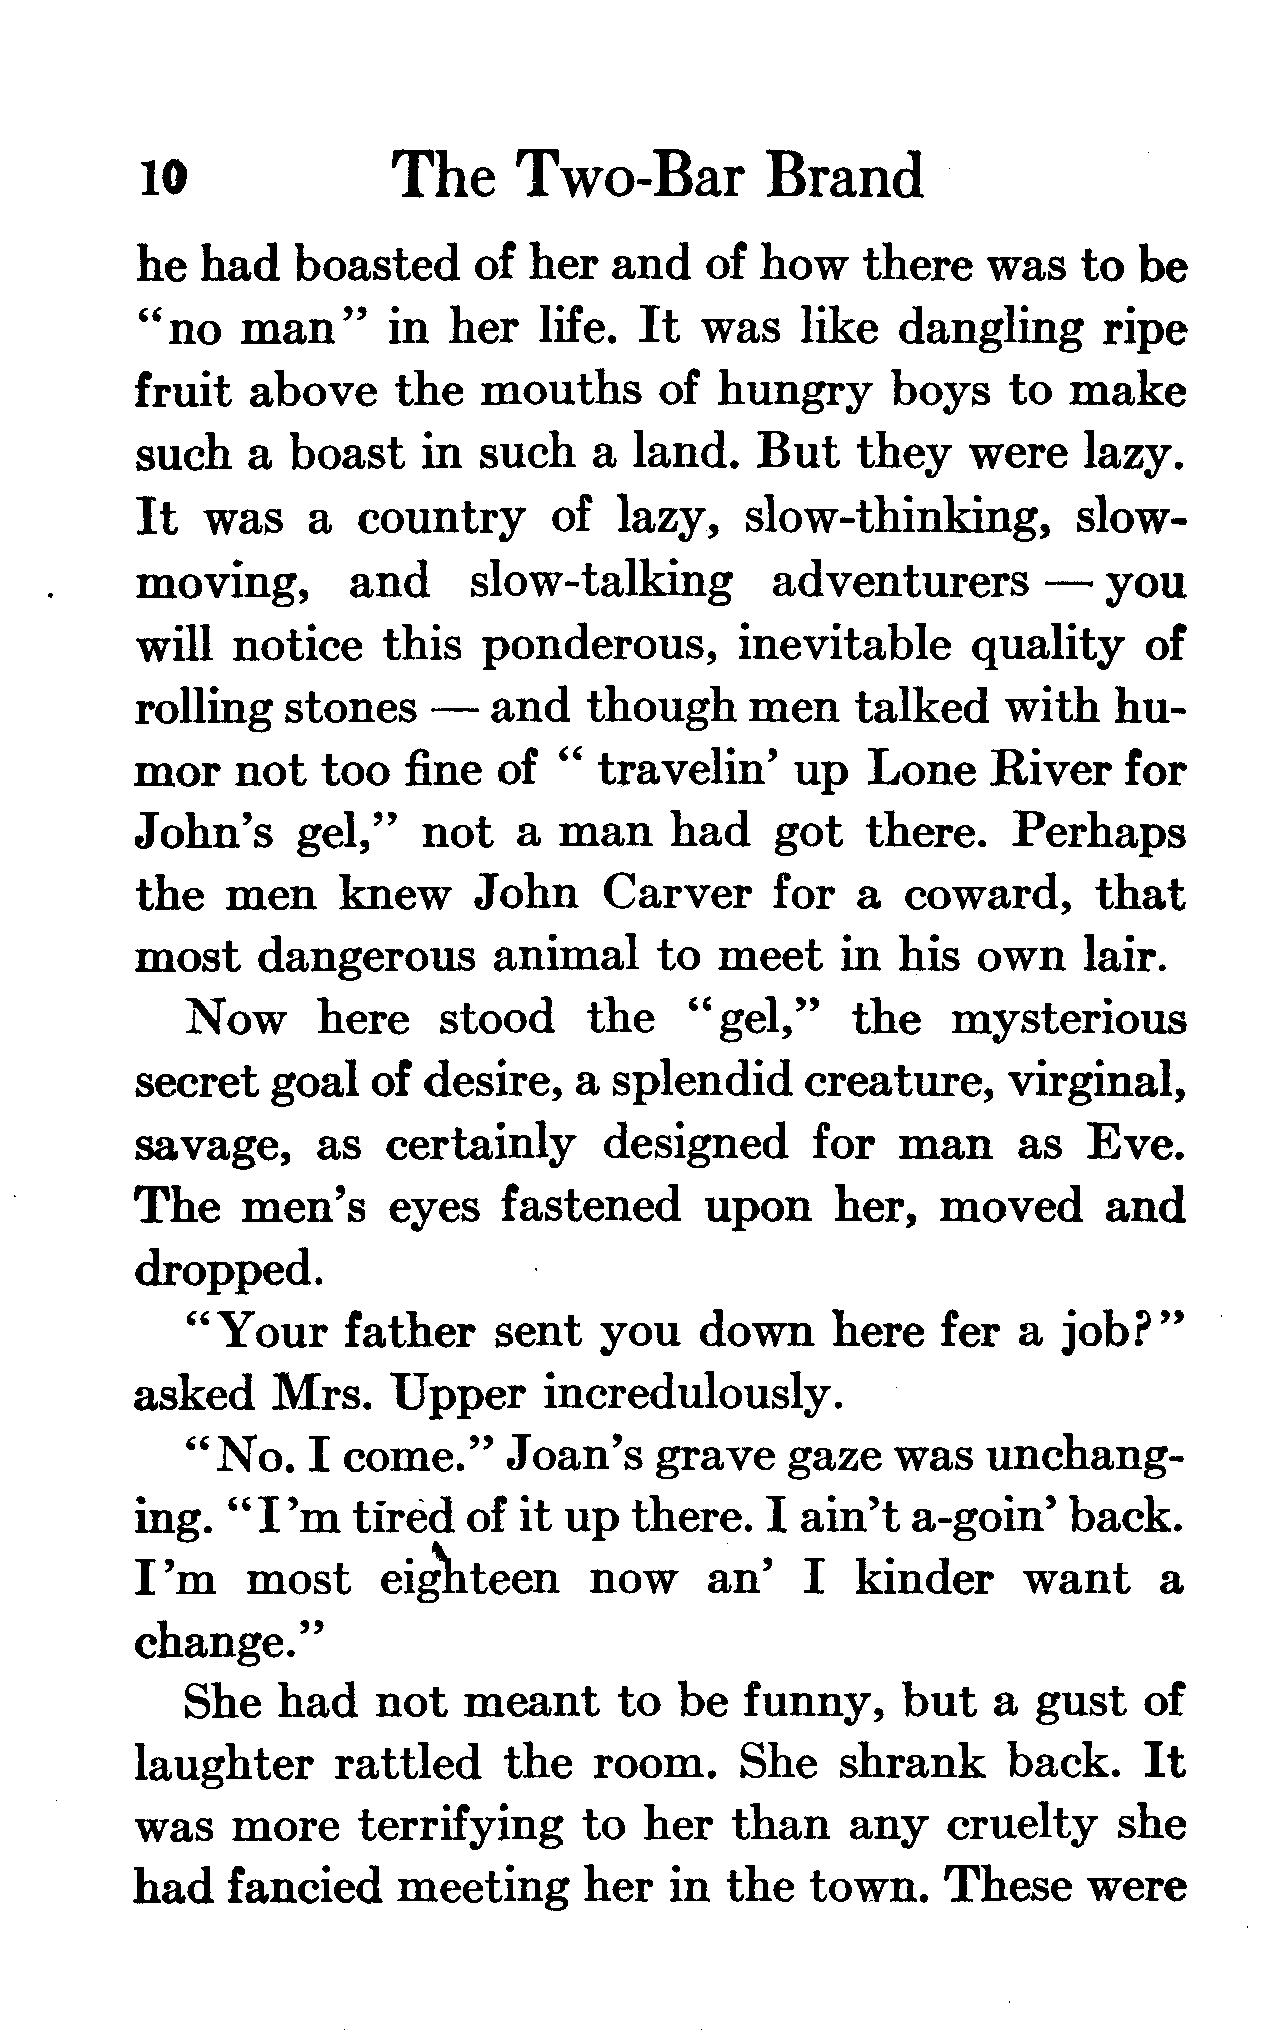 10 The Two-Bar Brand
he had boasted of her and of how there was to be
“no man” in her life. It was like dangling ripe
fruit above the mouths of hungry boys to make
such a boast in such a land. But they were lazy.
It was a country of lazy, slow-thinking, slow-
moving, and slow-talking adventurers — you
will notice this ponderous, inevitable quality of
rolling stones — and though men talked with hu-
mor not too fine of “ travelin’ up Lone River for
John’s gel,” not a man had got there. Perhaps
the men knew John Carver for a coward, that
most dangerous animal to meet in his own lair.
Now here stood the “gel,” the mysterious
secret goal of desire, a splendid creature, virginal,
savage, as certainly designed for man as Eve.
The men’s eyes fastened upon her, moved and
dropped.
“Your father sent you down here fer a job?”
asked Mrs. Upper incredulously.
“No. I come.” Joan’s grave gaze was unchang-
ing. “I’m tired of it up there. I ain’t a-goin’ back.
I’m most eighteen now an’ I kinder want a
change.”
She had not meant to be funny, but a gust of
laughter rattled the room. She shrank back. It
was more terrifying to her than any cruelty she
had fancied meeting her in the town. These were